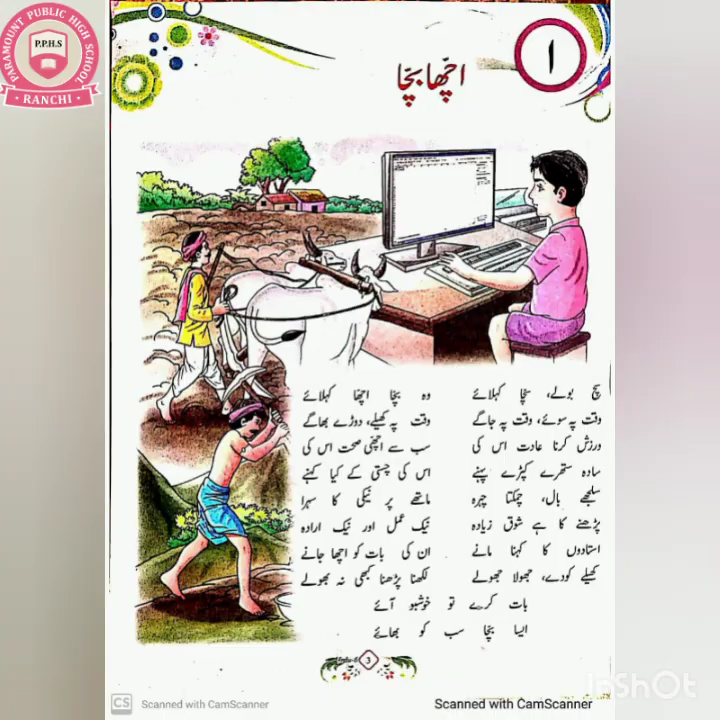 PARAMOUNT PUBLIC HIGH SCHOOL
P.P.H.S
• RANCHI •
۱
اچھا بچّا
سچ بولے، سچّا کہلائے وہ بچّا اچھّا کہلائے
وقت پہ سوئے، وقت پہ جاگے وقت پہ کھیلے، دوڑے بھاگے
ورزش کرنا عادت اس کی سب سے اچھّی صحت اس کی
سادہ ستھرے کپڑے پہنے اس کی چستی کے کیا کہنے
سلجھے بال، چمکتا چہرہ ماتھے پر نیکی کا سہرا
پڑھنے کا ہے شوق زیادہ نیک عمل اور نیک ارادہ
استادوں کا کہنا مانے ان کی بات کو اچھا جانے
کھیلے کودے، جھولا جھولے لکھنا پڑھنا کبھی نہ بھولے
بات کرے تو خوشبو آئے
ایسا بچّا سب کو بھائے
3
CS Scanned with CamScanner
Scanned with CamScanner
InShOt